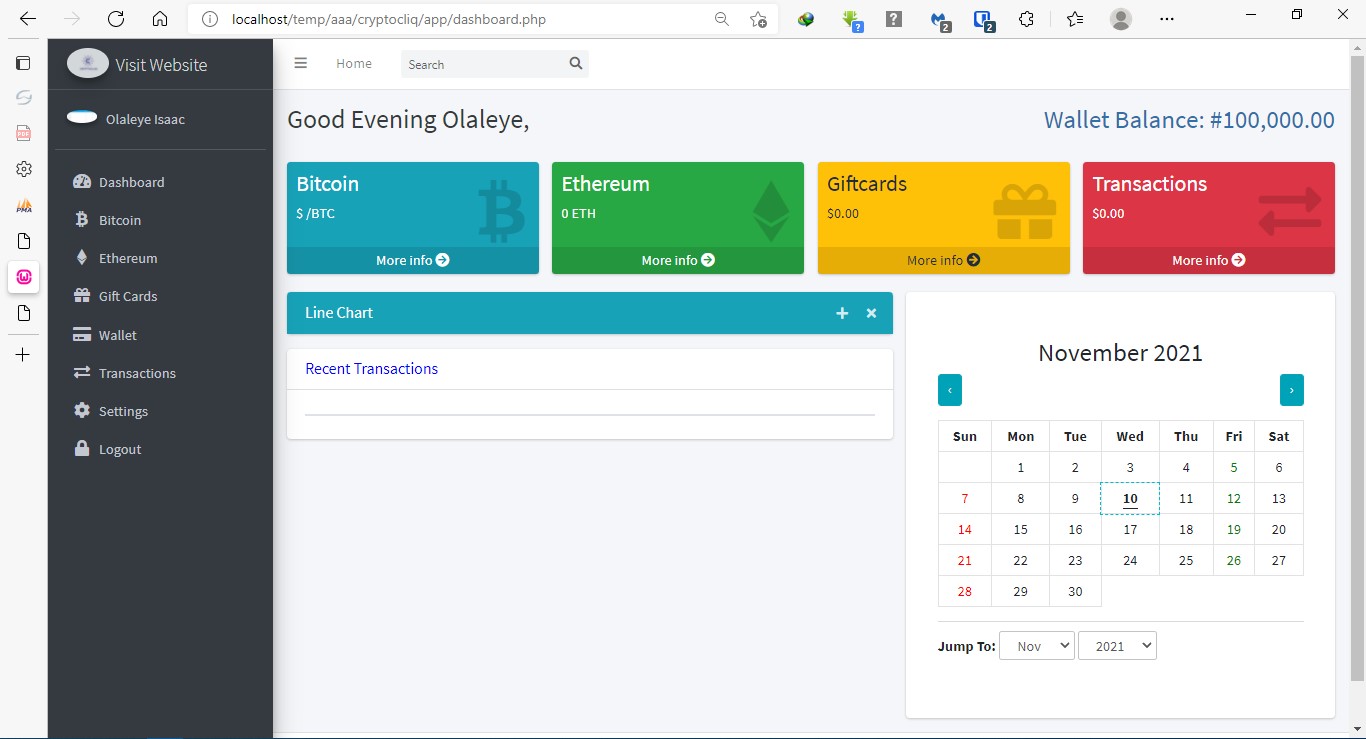 localhost/temp/aaa/cryptocliq/app/dashboard.php
?
?
2
2
PDF
PMA
Visit Website
Olaleye Isaac
Dashboard
Bitcoin
Ethereum
Gift Cards
Wallet
Transactions
Settings
Logout
Home
Search
Good Evening Olaleye,
Wallet Balance: #100,000.00
Bitcoin
$ /BTC
More info
Ethereum
0 ETH
More info
Giftcards
$0.00
More info
Transactions
$0.00
More info
Line Chart
Recent Transactions
November 2021
‹ ›
Sun Mon Tue Wed Thu Fri Sat
1 2 3 4 5 6
7 8 9 10 11 12 13
14 15 16 17 18 19 20
21 22 23 24 25 26 27
28 29 30
Jump To: Nov 2021